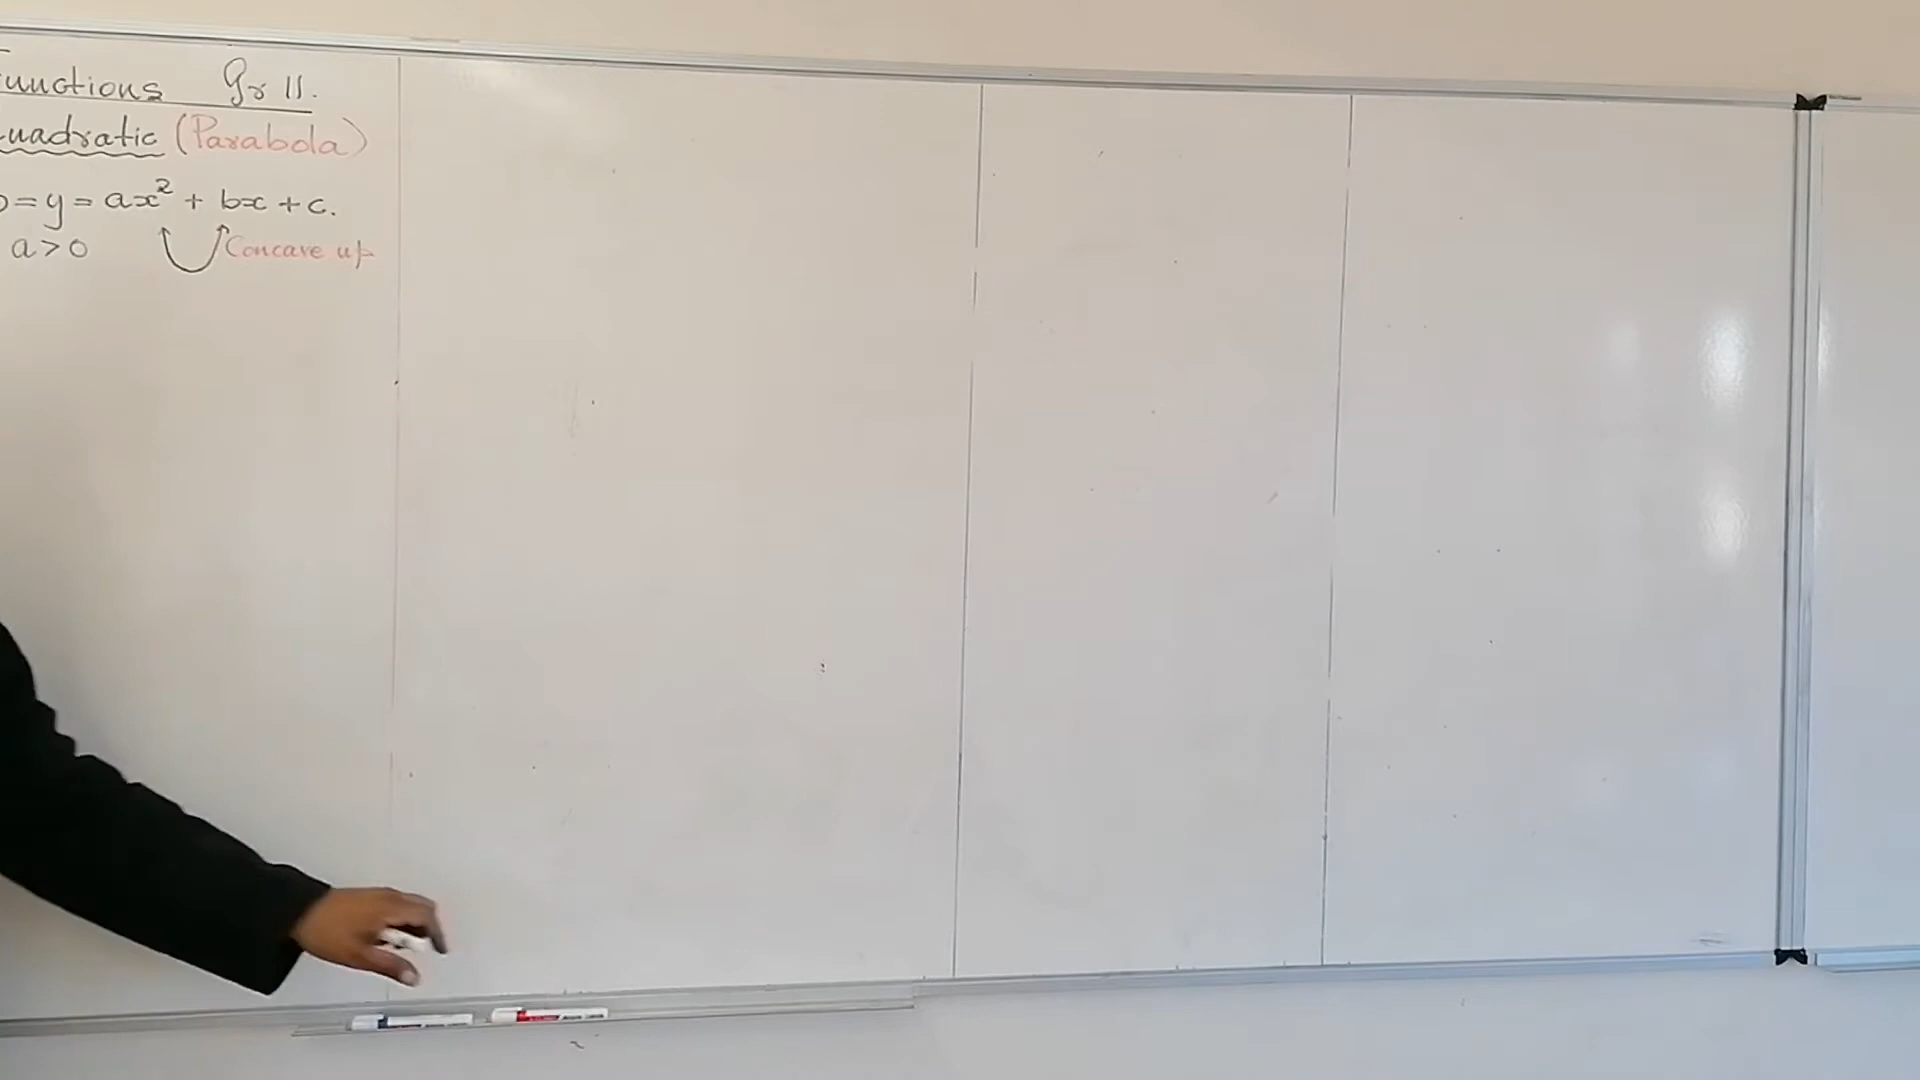 unctions Gr 11.
uadratic (Parabola)
) = y = ax² + bx + c.
a > 0 Concave up